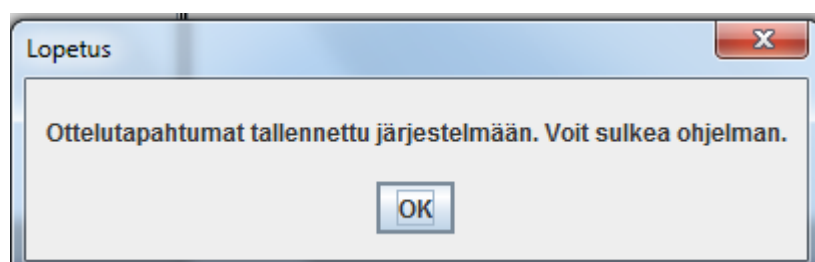 Lopetus
Ottelutapahtumat tallennettu järjestelmään. Voit sulkea ohjelman.
OK